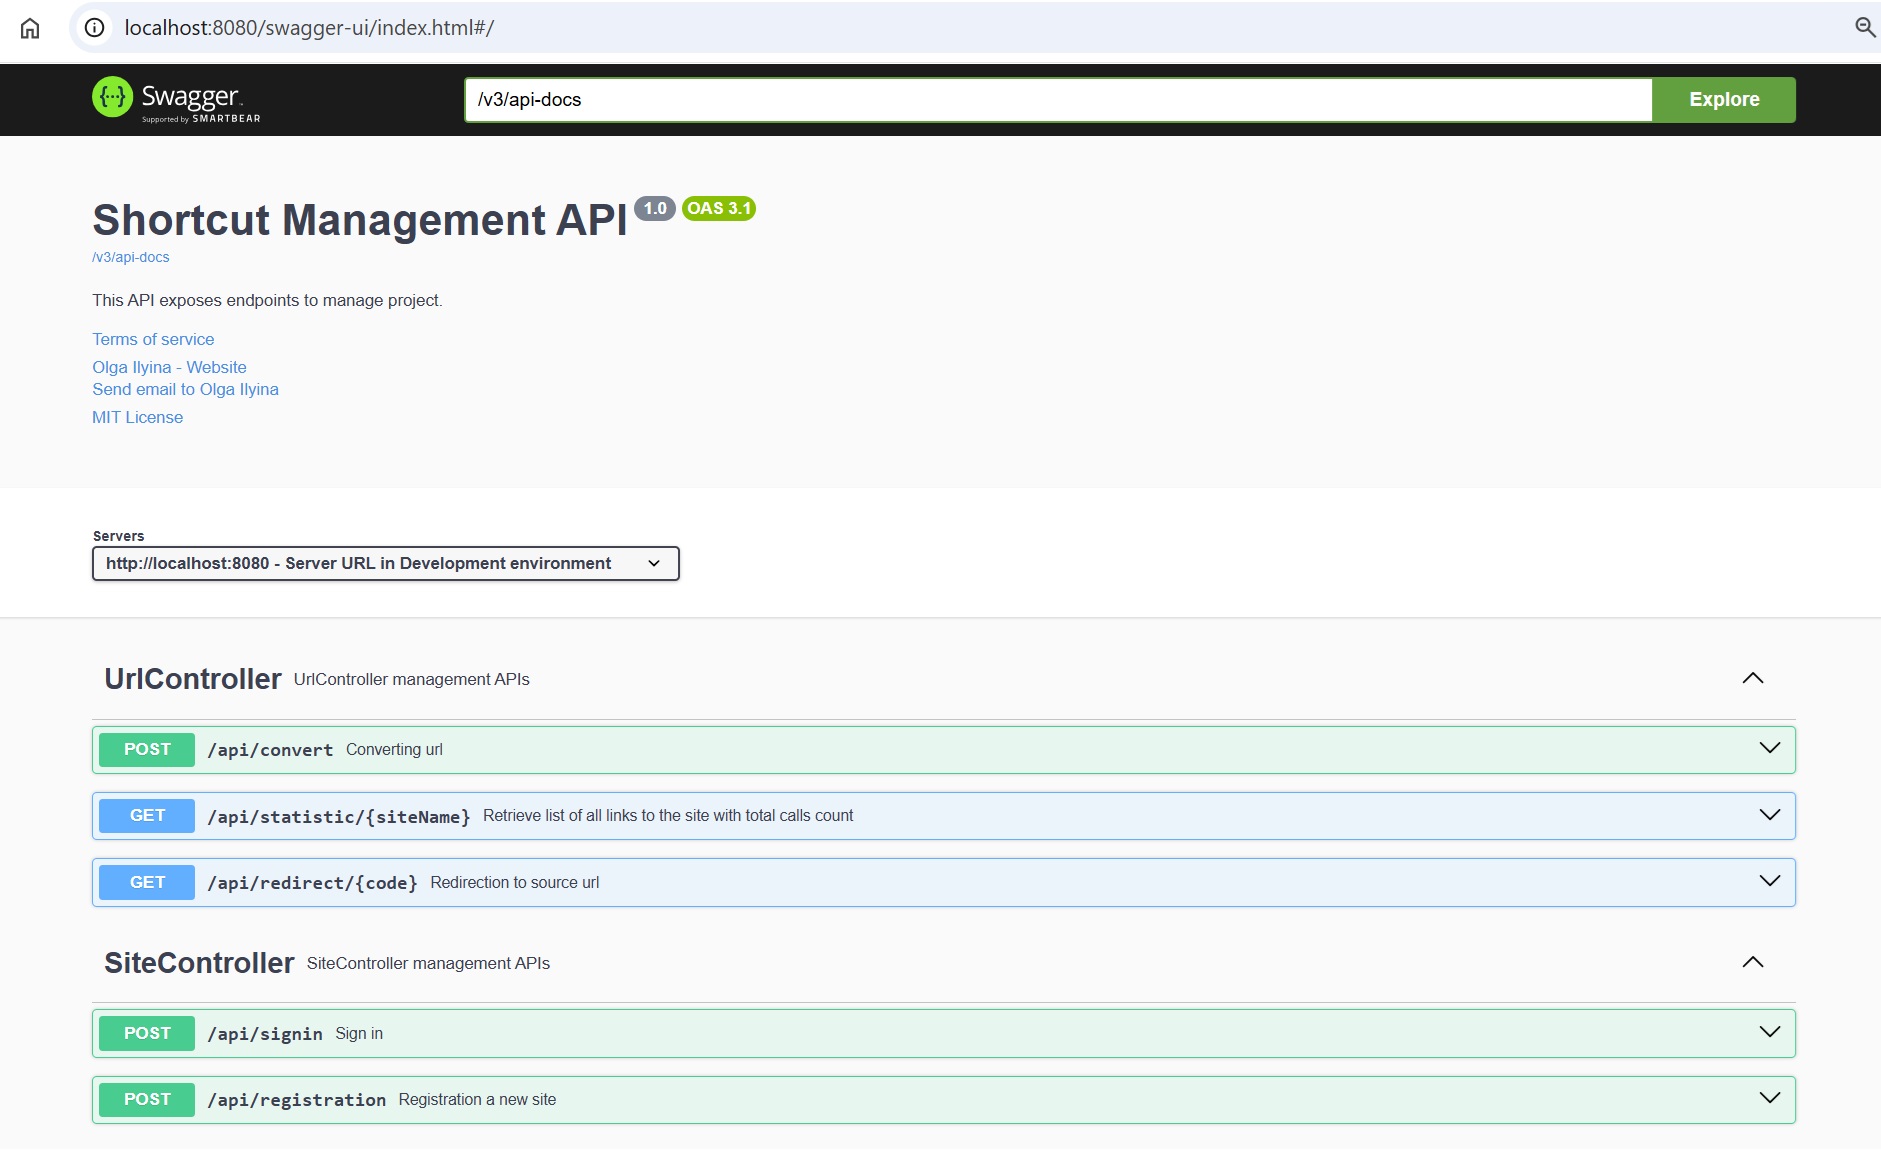 localhost:8080/swagger-ui/index.html#/
{···} Swagger™
Supported by SMARTBEAR
/v3/api-docs
Explore
Shortcut Management API 1.0 OAS 3.1
/v3/api-docs
This API exposes endpoints to manage project.
Terms of service
Olga Ilyina - Website
Send email to Olga Ilyina
MIT License
Servers
http://localhost:8080 - Server URL in Development environment
UrlController UrlController management APIs
POST /api/convert Converting url
GET /api/statistic/{siteName} Retrieve list of all links to the site with total calls count
GET /api/redirect/{code} Redirection to source url
SiteController SiteController management APIs
POST /api/signin Sign in
POST /api/registration Registration a new site